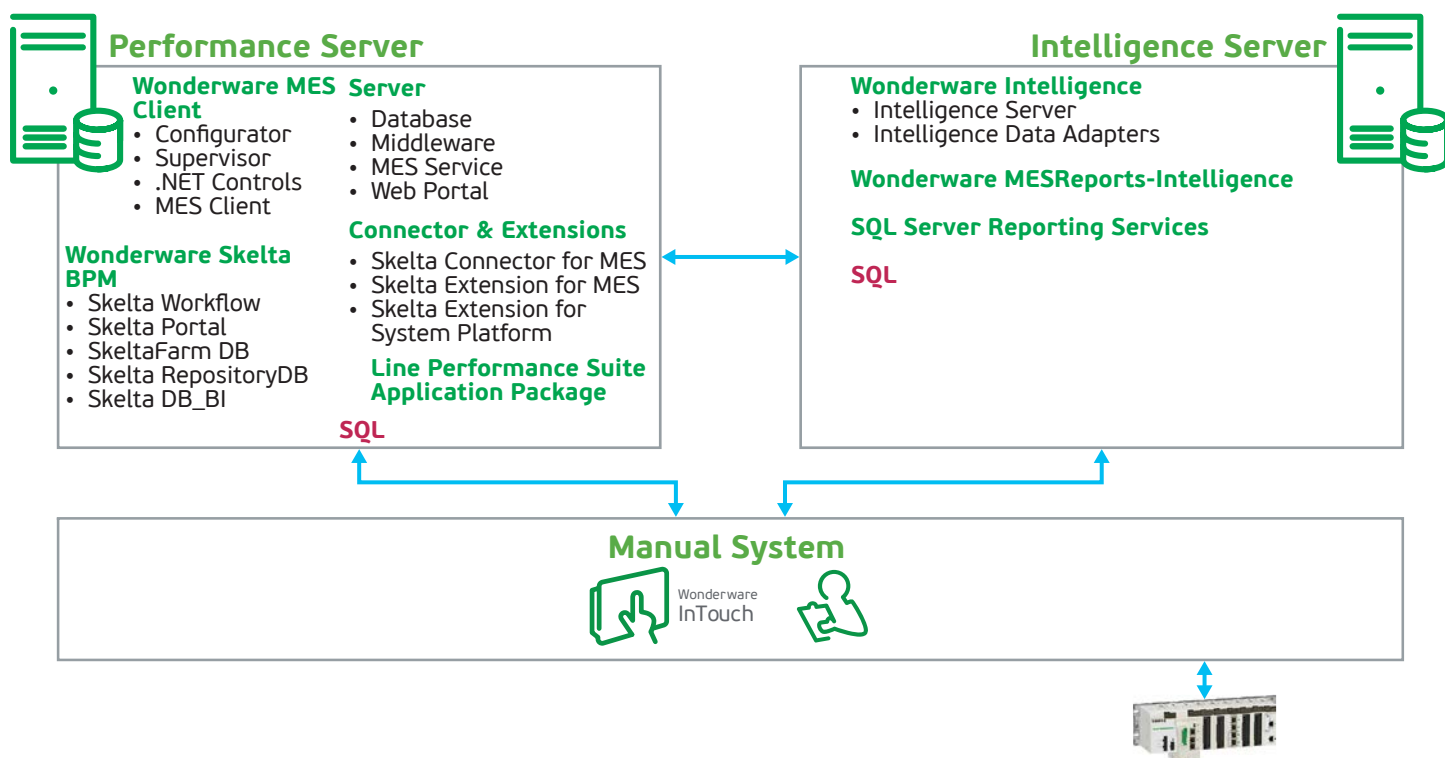 Performance Server
Wonderware MES
Client
• Configurator
• Supervisor
• .NET Controls
• MES Client
Wonderware Skelta
BPM
• Skelta Workflow
• Skelta Portal
• SkeltaFarm DB
• Skelta RepositoryDB
• Skelta DB_BI
Server
• Database
• Middleware
• MES Service
• Web Portal
Connector & Extensions
• Skelta Connector for MES
• Skelta Extension for MES
• Skelta Extension for
System Platform
Line Performance Suite
Application Package
SQL
Intelligence Server
Wonderware Intelligence
• Intelligence Server
• Intelligence Data Adapters
Wonderware MESReports-Intelligence
SQL Server Reporting Services
SQL
Manual System
Wonderware
InTouch